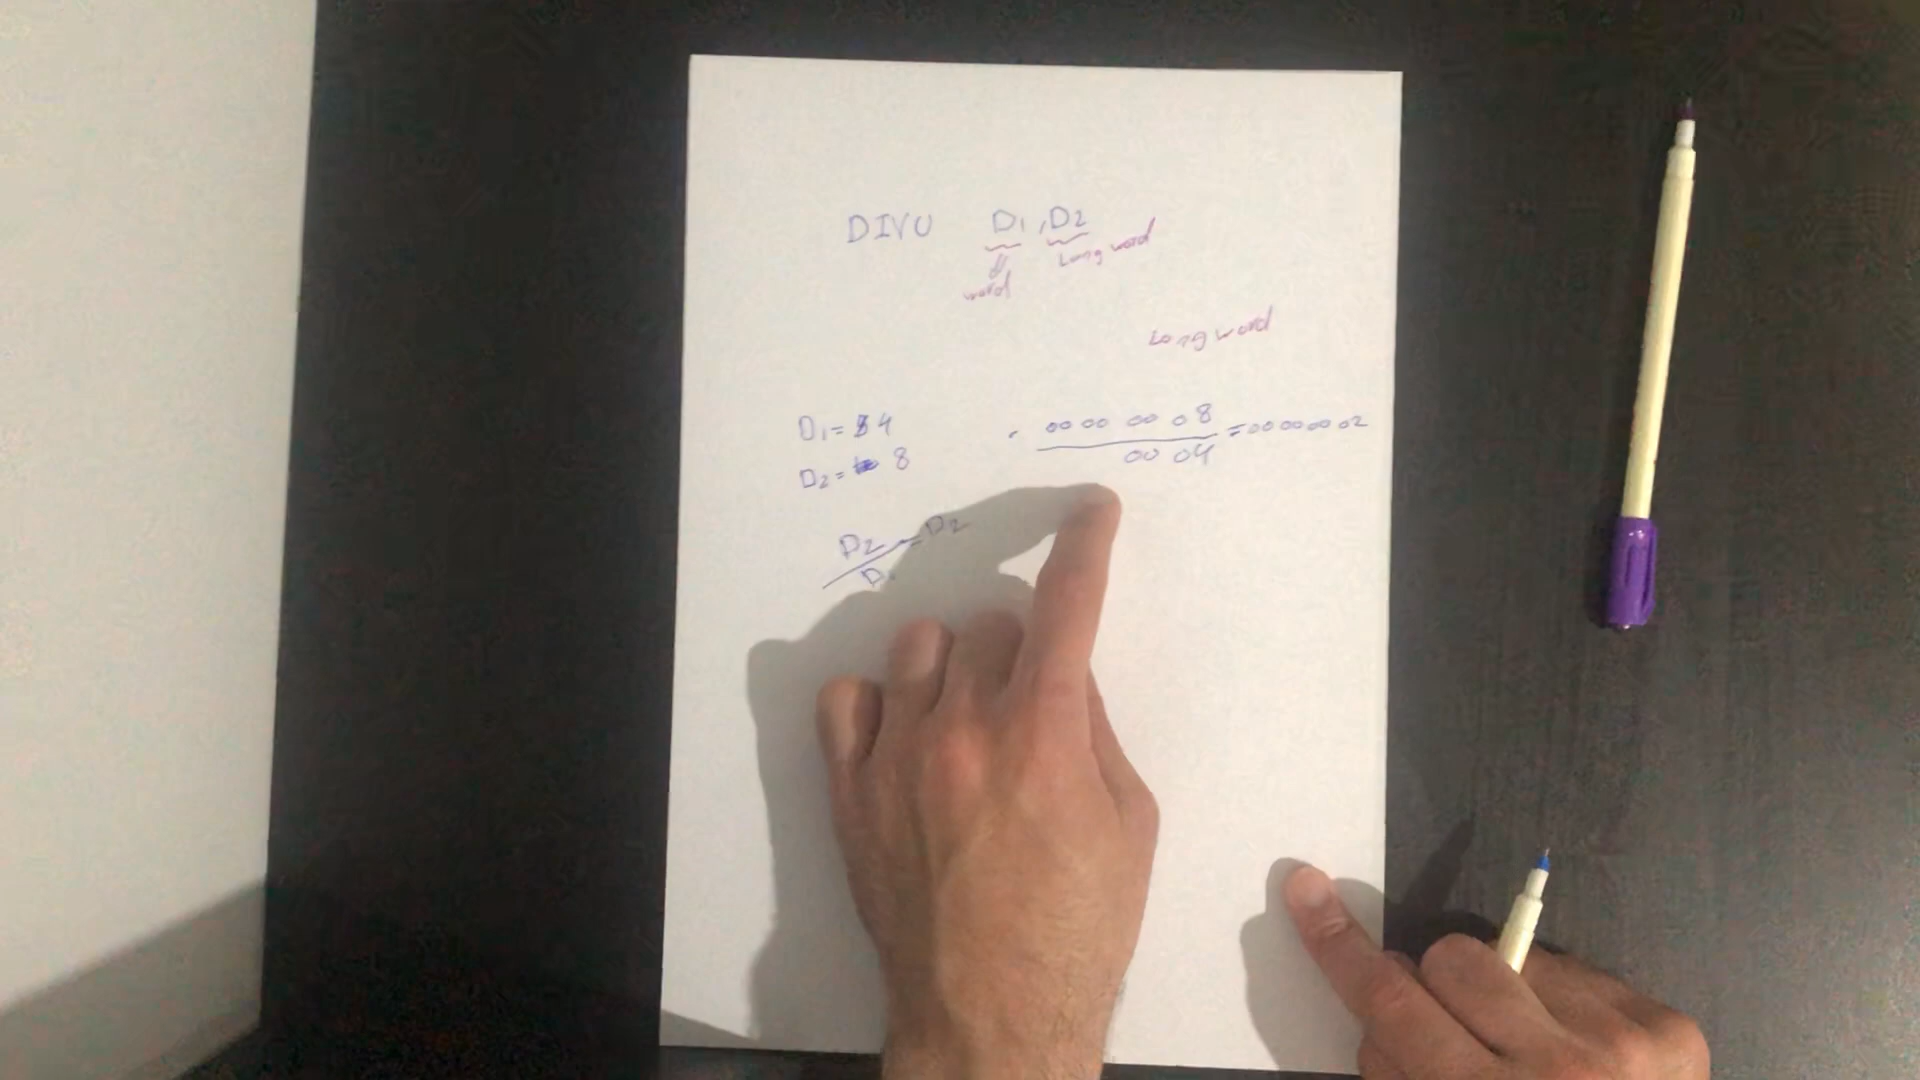 DIVU D1, D2
word Long word
Long word
D1 = 4
D2 = 8
00 00 00 08 = 00 00 00 02
00 04
D2 = D2
D